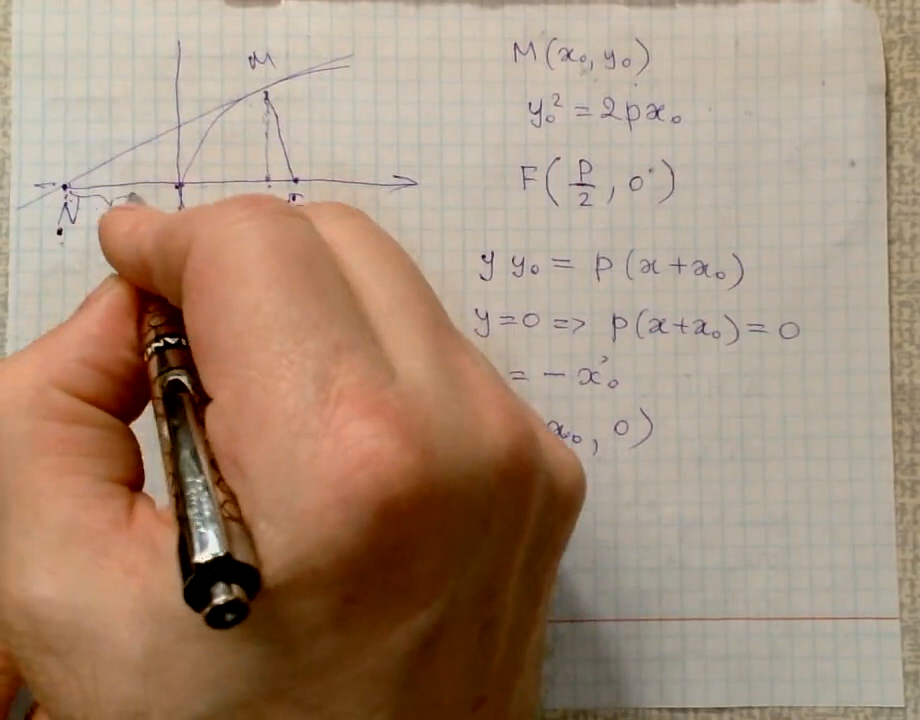 M
N
F
M(x₀, y₀)
y₀² = 2px₀
F(p/2, 0)
y y₀ = p(x + x₀)
y = 0 => p(x + x₀) = 0
= - x₀
x₀, 0)